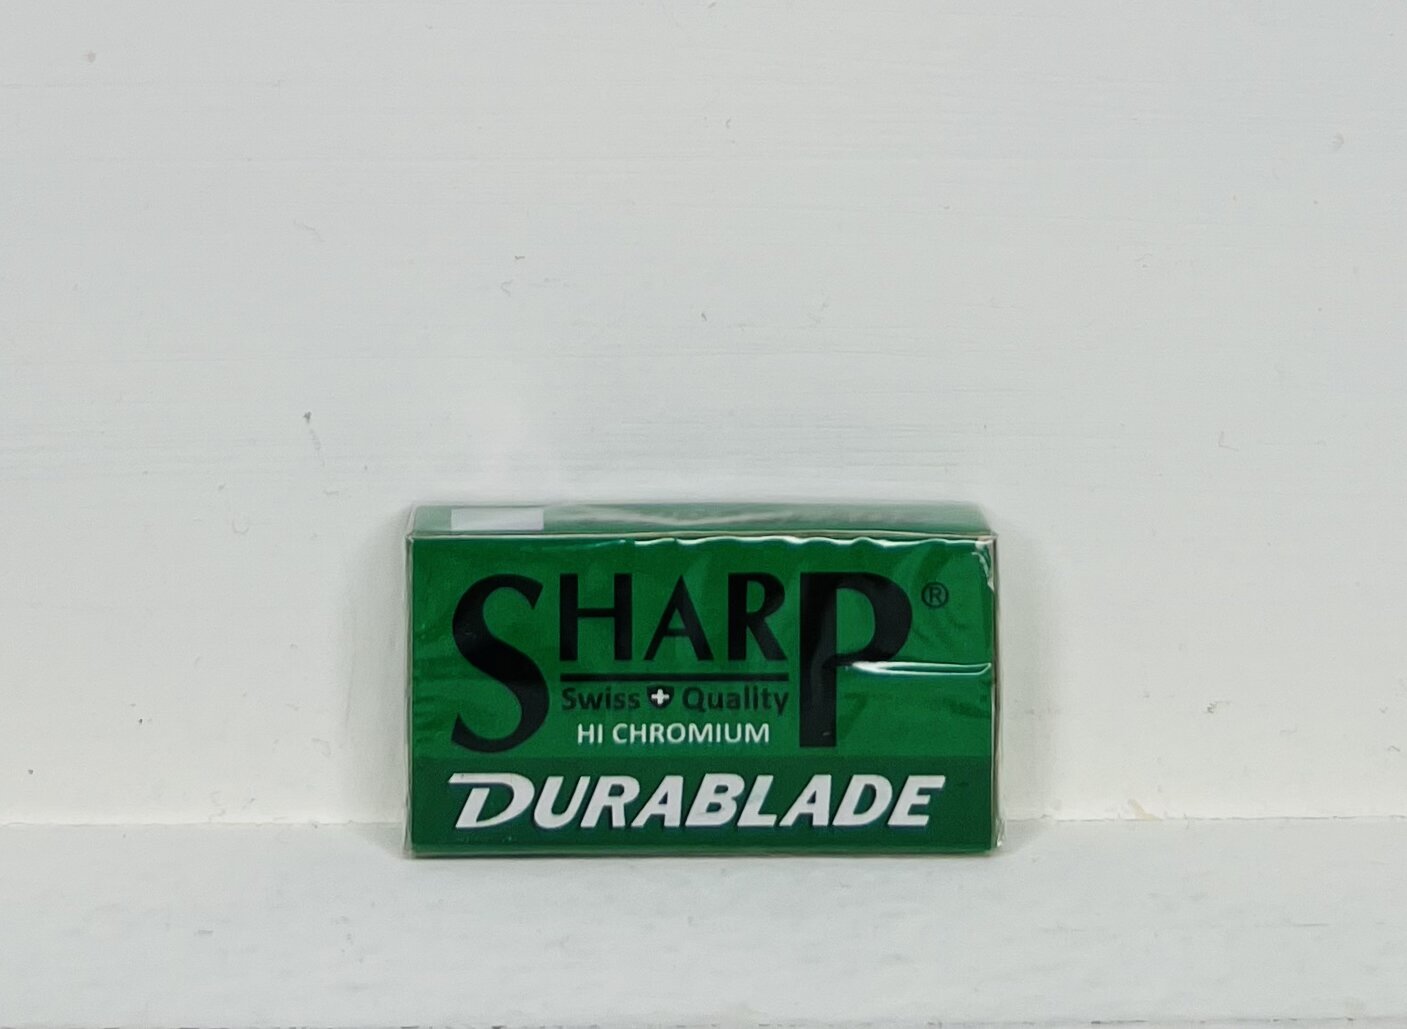 SHARP ®
Swiss Quality
HI CHROMIUM
DURABLADE